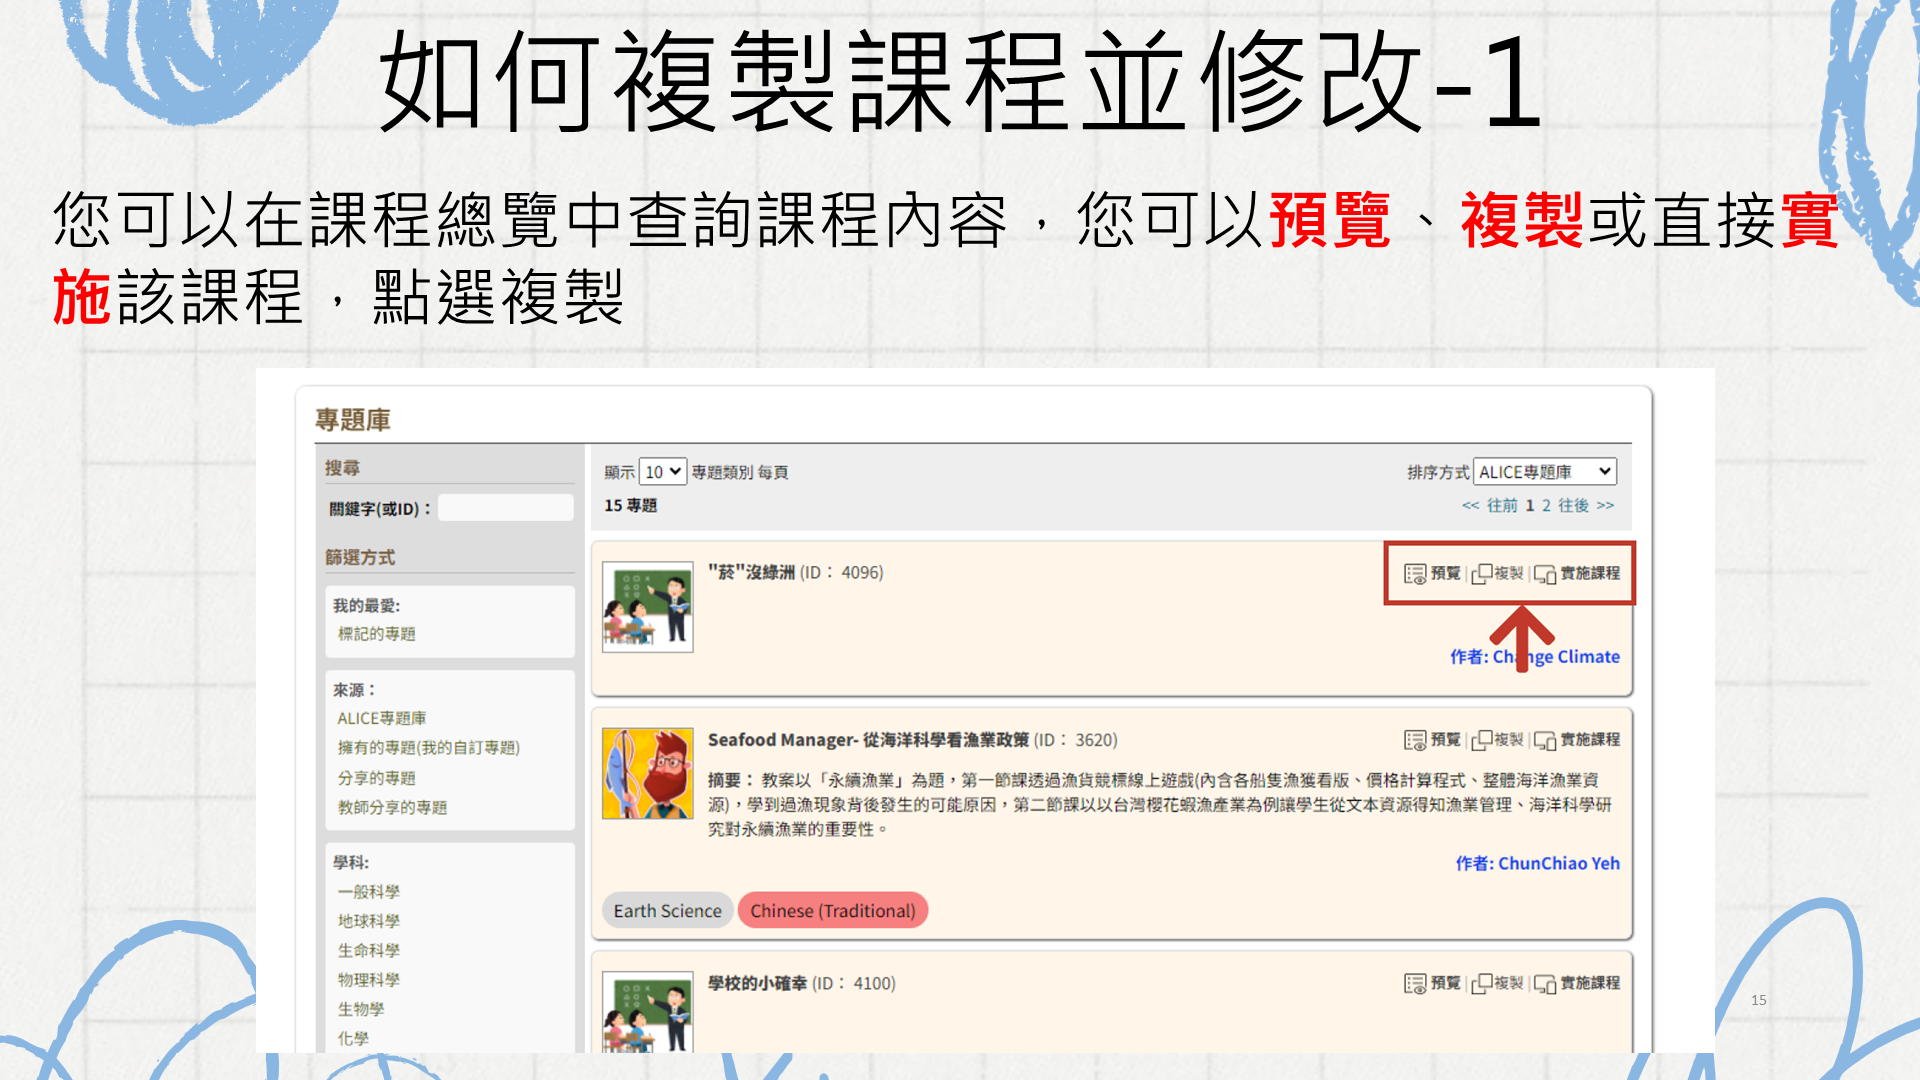 如何複製課程並修改-1
您可以在課程總覽中查詢課程內容，您可以預覽、複製或直接實
施該課程，點選複製
專題庫
搜尋
關鍵字(或ID)：
篩選方式
我的最愛:
標記的專題
來源：
ALICE專題庫
擁有的專題(我的自訂專題)
分享的專題
教師分享的專題
學科:
一般科學
地球科學
生命科學
物理科學
生物學
化學
顯示 10 專題類別 每頁
排序方式 ALICE專題庫
15 專題
<< 往前 1 2 往後 >>
"菸"沒綠洲 (ID： 4096)
預覽 | 複製 | 實施課程
作者: Change Climate
Seafood Manager- 從海洋科學看漁業政策 (ID： 3620)
預覽 | 複製 | 實施課程
摘要： 教案以「永續漁業」為題，第一節課透過漁貨競標線上遊戲(內含各船隻漁獲看版、價格計算程式、整體海洋漁業資
源)，學到過漁現象背後發生的可能原因，第二節課以以台灣櫻花蝦漁產業為例讓學生從文本資源得知漁業管理、海洋科學研
究對永續漁業的重要性。
作者: ChunChiao Yeh
Earth Science
Chinese (Traditional)
學校的小確幸 (ID： 4100)
預覽 | 複製 | 實施課程
15